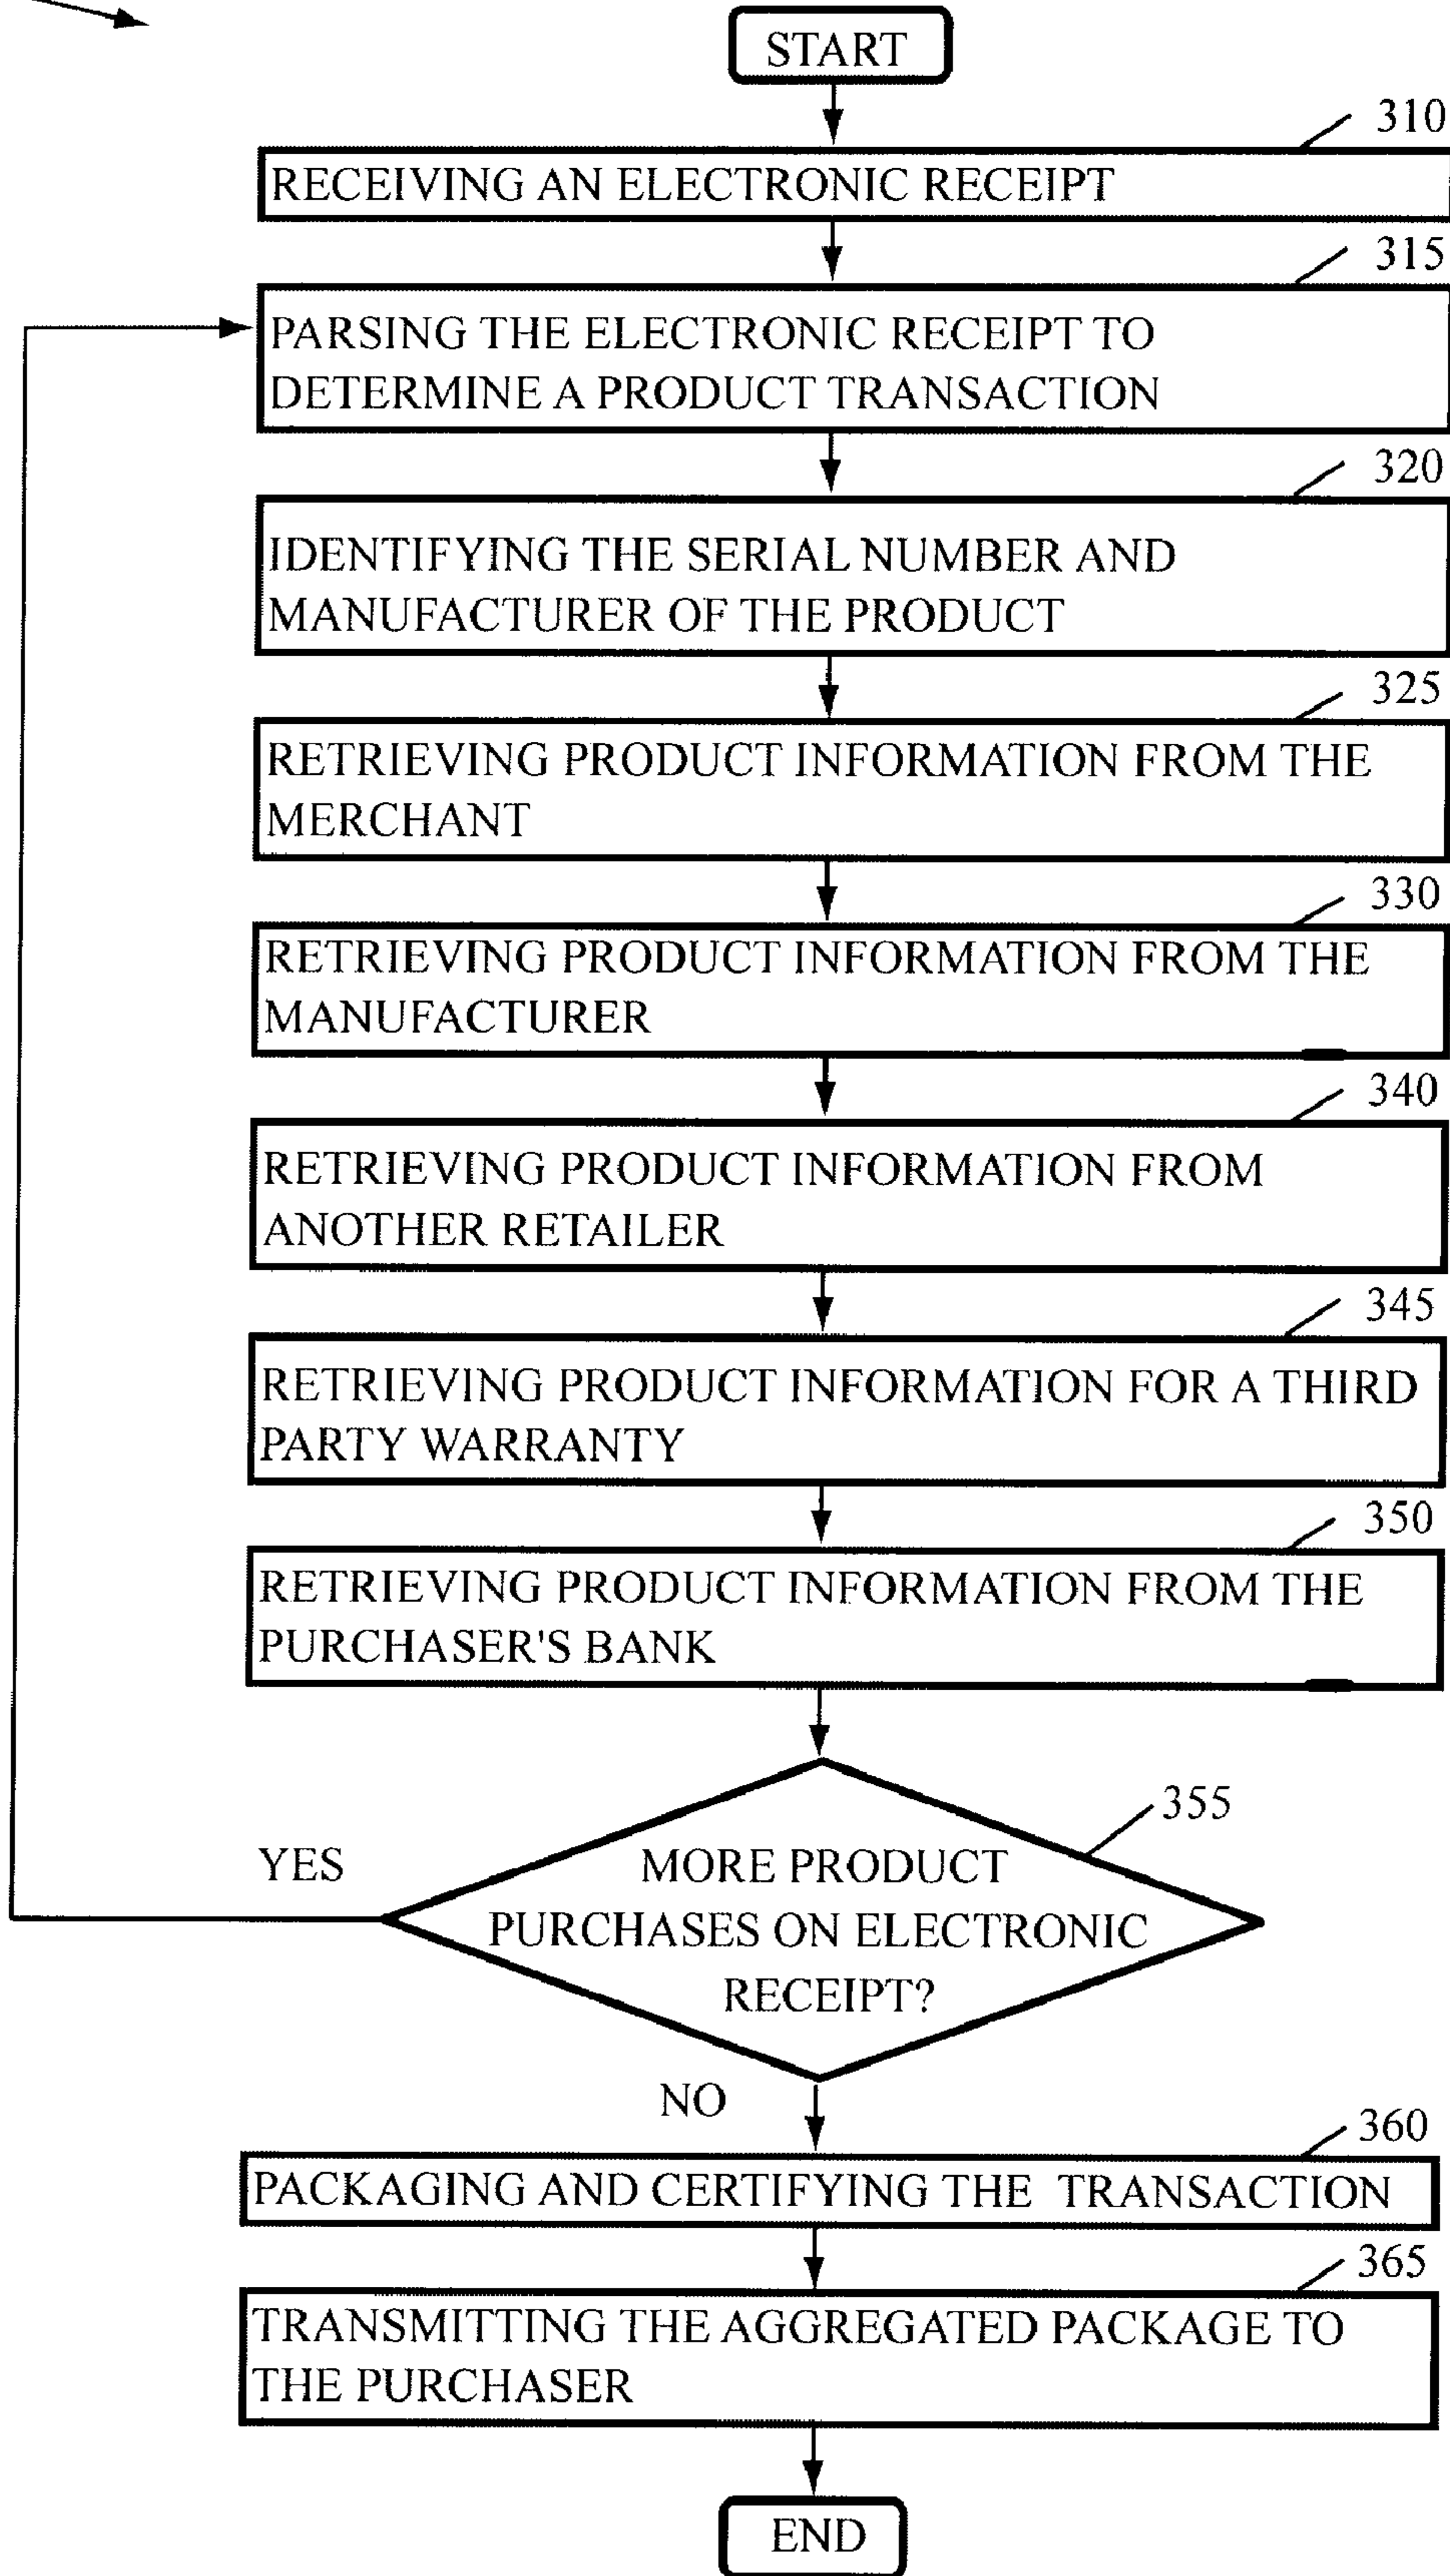 START
310
RECEIVING AN ELECTRONIC RECEIPT
315
PARSING THE ELECTRONIC RECEIPT TO
DETERMINE A PRODUCT TRANSACTION
320
IDENTIFYING THE SERIAL NUMBER AND
MANUFACTURER OF THE PRODUCT
325
RETRIEVING PRODUCT INFORMATION FROM THE
MERCHANT
330
RETRIEVING PRODUCT INFORMATION FROM THE
MANUFACTURER
340
RETRIEVING PRODUCT INFORMATION FROM
ANOTHER RETAILER
345
RETRIEVING PRODUCT INFORMATION FOR A THIRD
PARTY WARRANTY
350
RETRIEVING PRODUCT INFORMATION FROM THE
PURCHASER'S BANK
355
YES
MORE PRODUCT
PURCHASES ON ELECTRONIC
RECEIPT?
NO
360
PACKAGING AND CERTIFYING THE TRANSACTION
365
TRANSMITTING THE AGGREGATED PACKAGE TO
THE PURCHASER
END